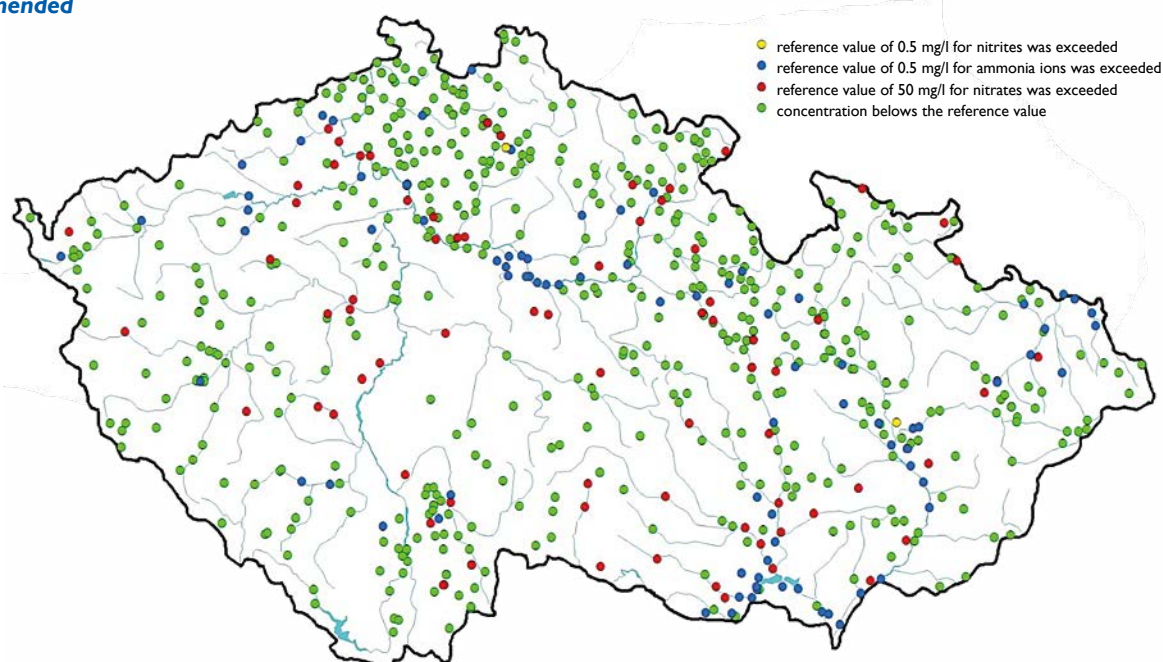 reference value of 0.5 mg/l for nitrites was exceeded
reference value of 0.5 mg/l for ammonia ions was exceeded
reference value of 50 mg/l for nitrates was exceeded
concentration belows the reference value